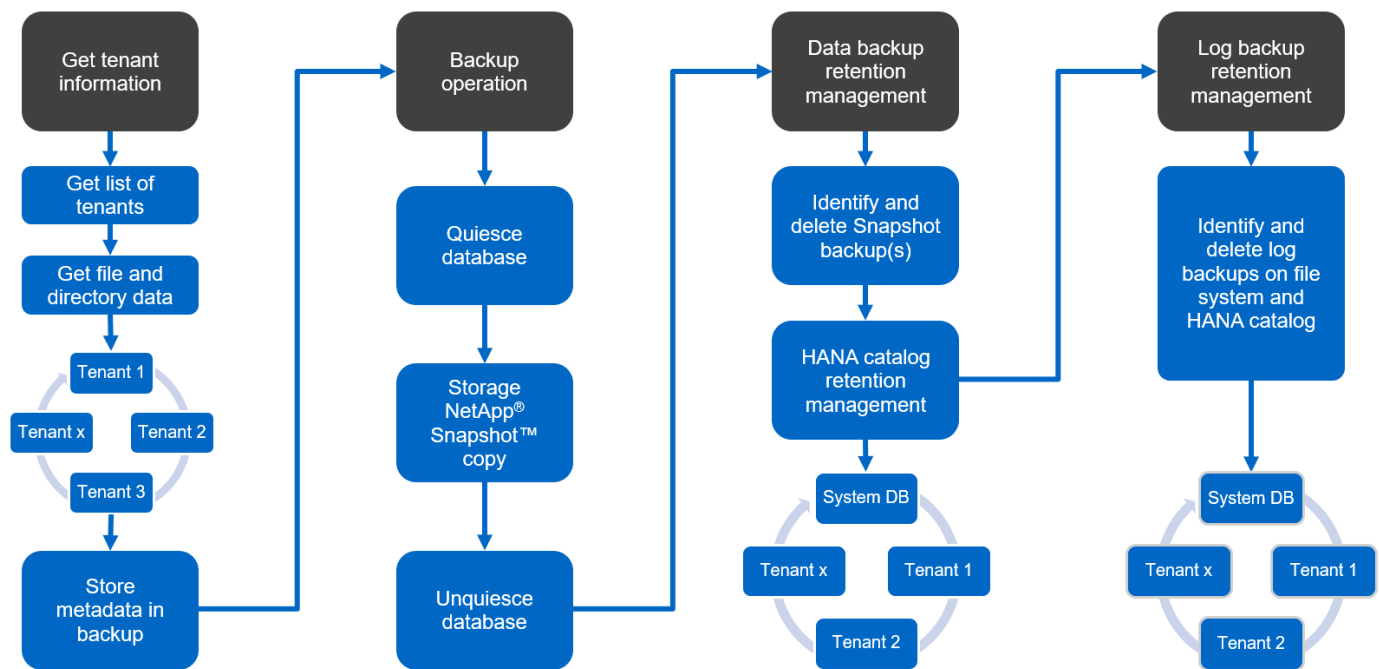 Get tenant
information
Get list of
tenants
Get file and
directory data
Tenant 1
Tenant x
Tenant 2
Tenant 3
Store
metadata in
backup
Backup
operation
Quiesce
database
Storage
NetApp®
Snapshot™
copy
Unquiesce
database
Data backup
retention
management
Identify and
delete Snapshot
backup(s)
HANA catalog
retention
management
System DB
Tenant x
Tenant 1
Tenant 2
Log backup
retention
management
Identify and
delete log
backups on file
system and
HANA catalog
System DB
Tenant x
Tenant 1
Tenant 2